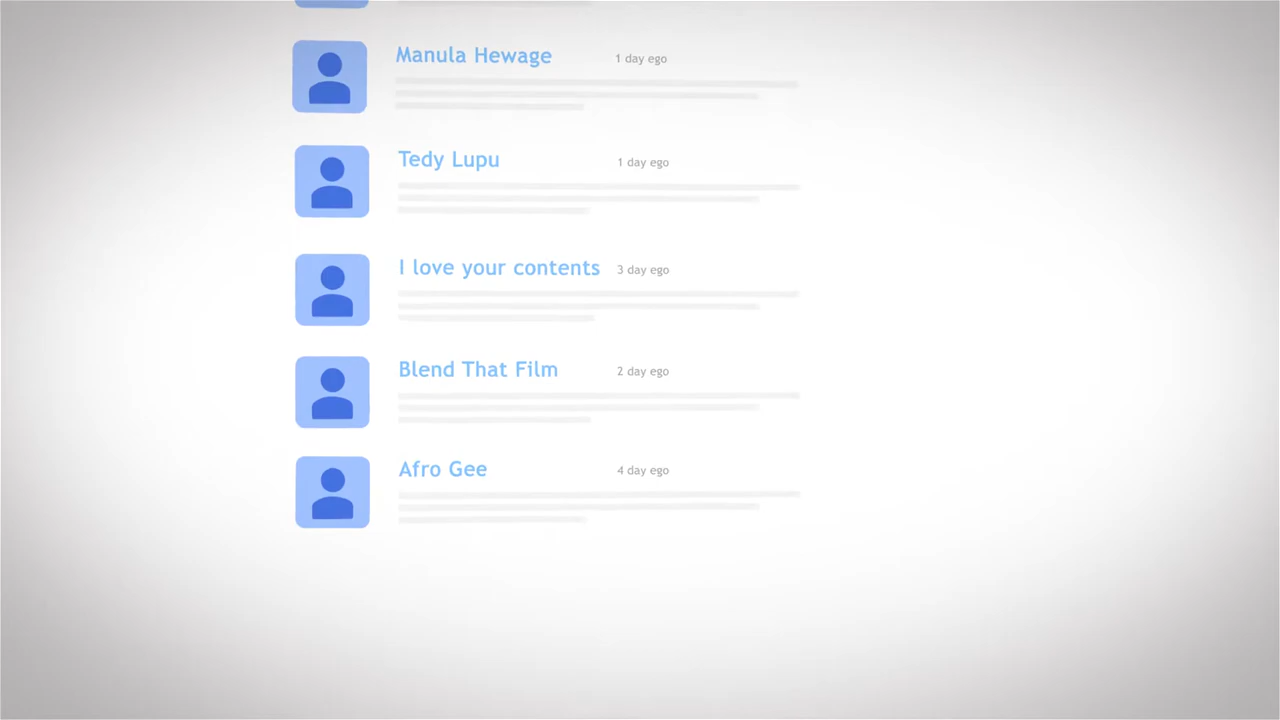 Manula Hewage 1 day ego
Tedy Lupu 1 day ego
I love your contents 3 day ego
Blend That Film 2 day ego
Afro Gee 4 day ego